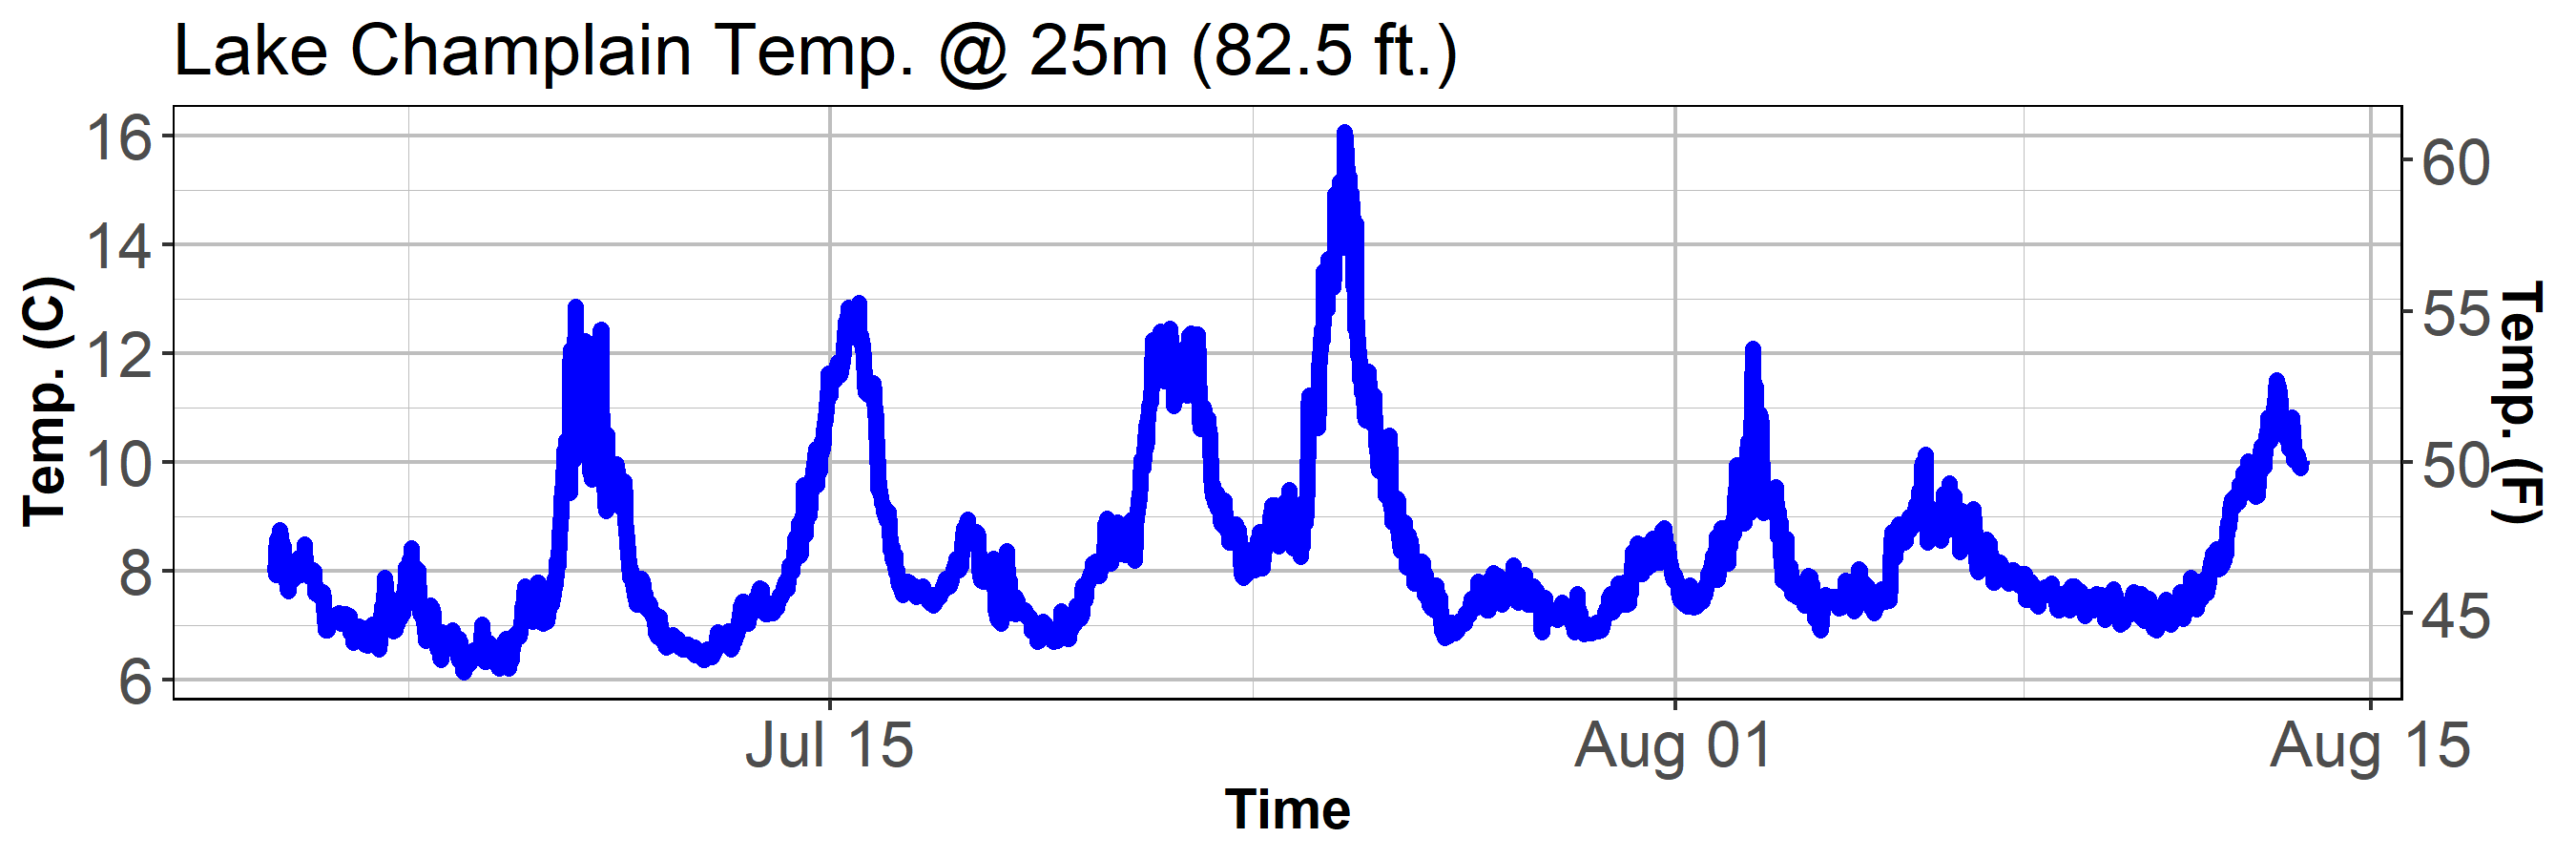 Lake Champlain Temp. @ 25m (82.5 ft.)
16
14
12
10
8
6
Temp. (C)
60
55
50
45
Temp. (F)
Jul 15
Aug 01
Aug 15
Time